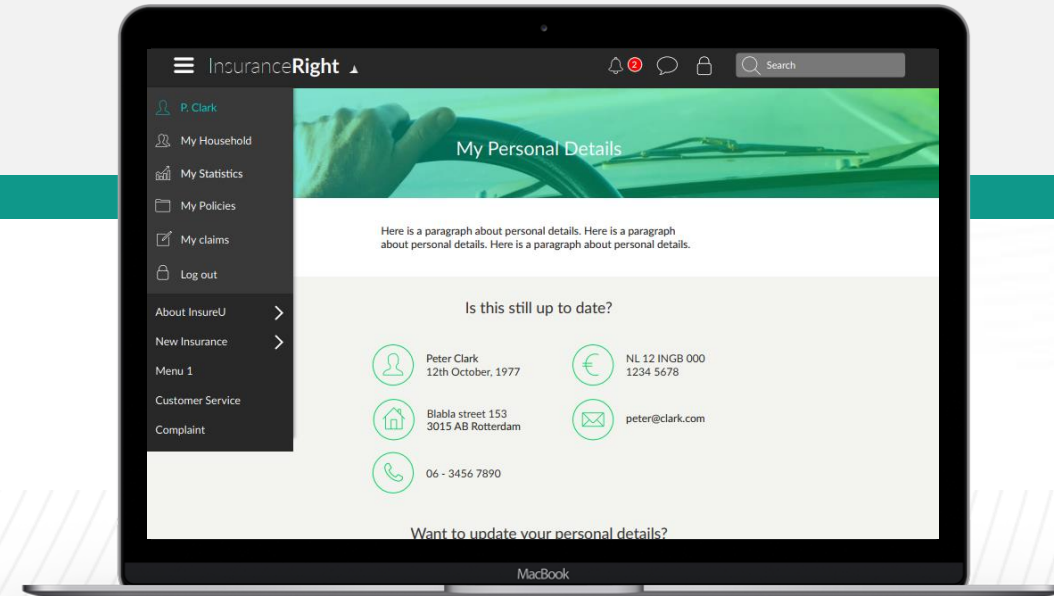 InsuranceRight
2
Search
P. Clark
My Household
My Statistics
My Policies
My claims
Log out
About InsureU
New Insurance
Menu 1
Customer Service
Complaint
My Personal Details
Here is a paragraph about personal details. Here is a paragraph
about personal details. Here is a paragraph about personal details.
Is this still up to date?
Peter Clark
12th October, 1977
NL 12 INGB 000
1234 5678
Blabla street 153
3015 AB Rotterdam
peter@clark.com
06 - 3456 7890
Want to update your personal details?
MacBook